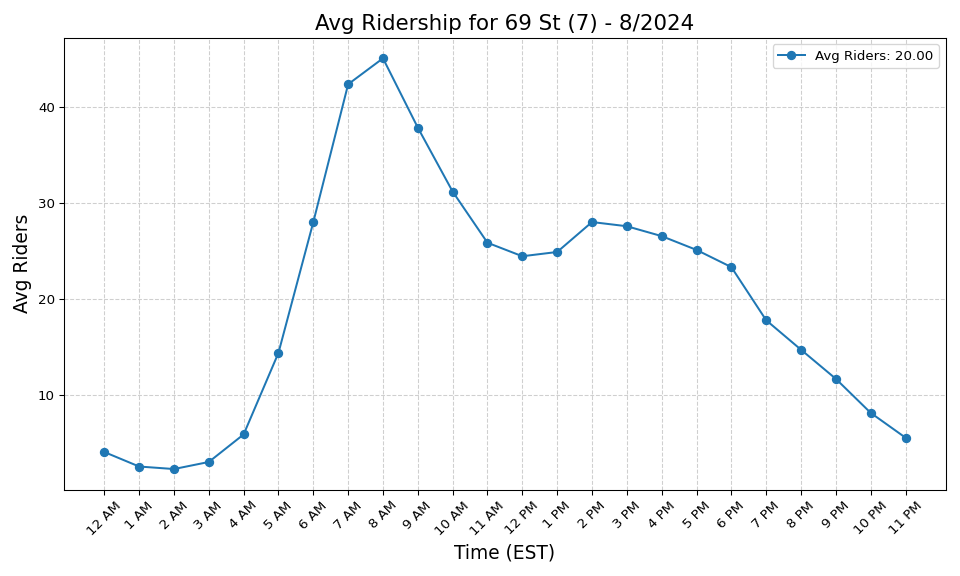 Avg Ridership for 69 St (7) - 8/2024
Avg Riders: 20.00
Avg Riders
40
30
20
10
12 AM
1 AM
2 AM
3 AM
4 AM
5 AM
6 AM
7 AM
8 AM
9 AM
10 AM
11 AM
12 PM
1 PM
2 PM
3 PM
4 PM
5 PM
6 PM
7 PM
8 PM
9 PM
10 PM
11 PM
Time (EST)